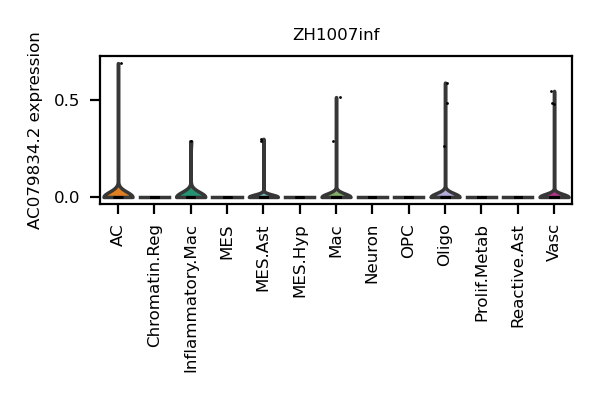 ZH1007inf
AC079834.2 expression
0.5
0.0
AC
Chromatin.Reg
Inflammatory.Mac
MES
MES.Ast
MES.Hyp
Mac
Neuron
OPC
Oligo
Prolif.Metab
Reactive.Ast
Vasc